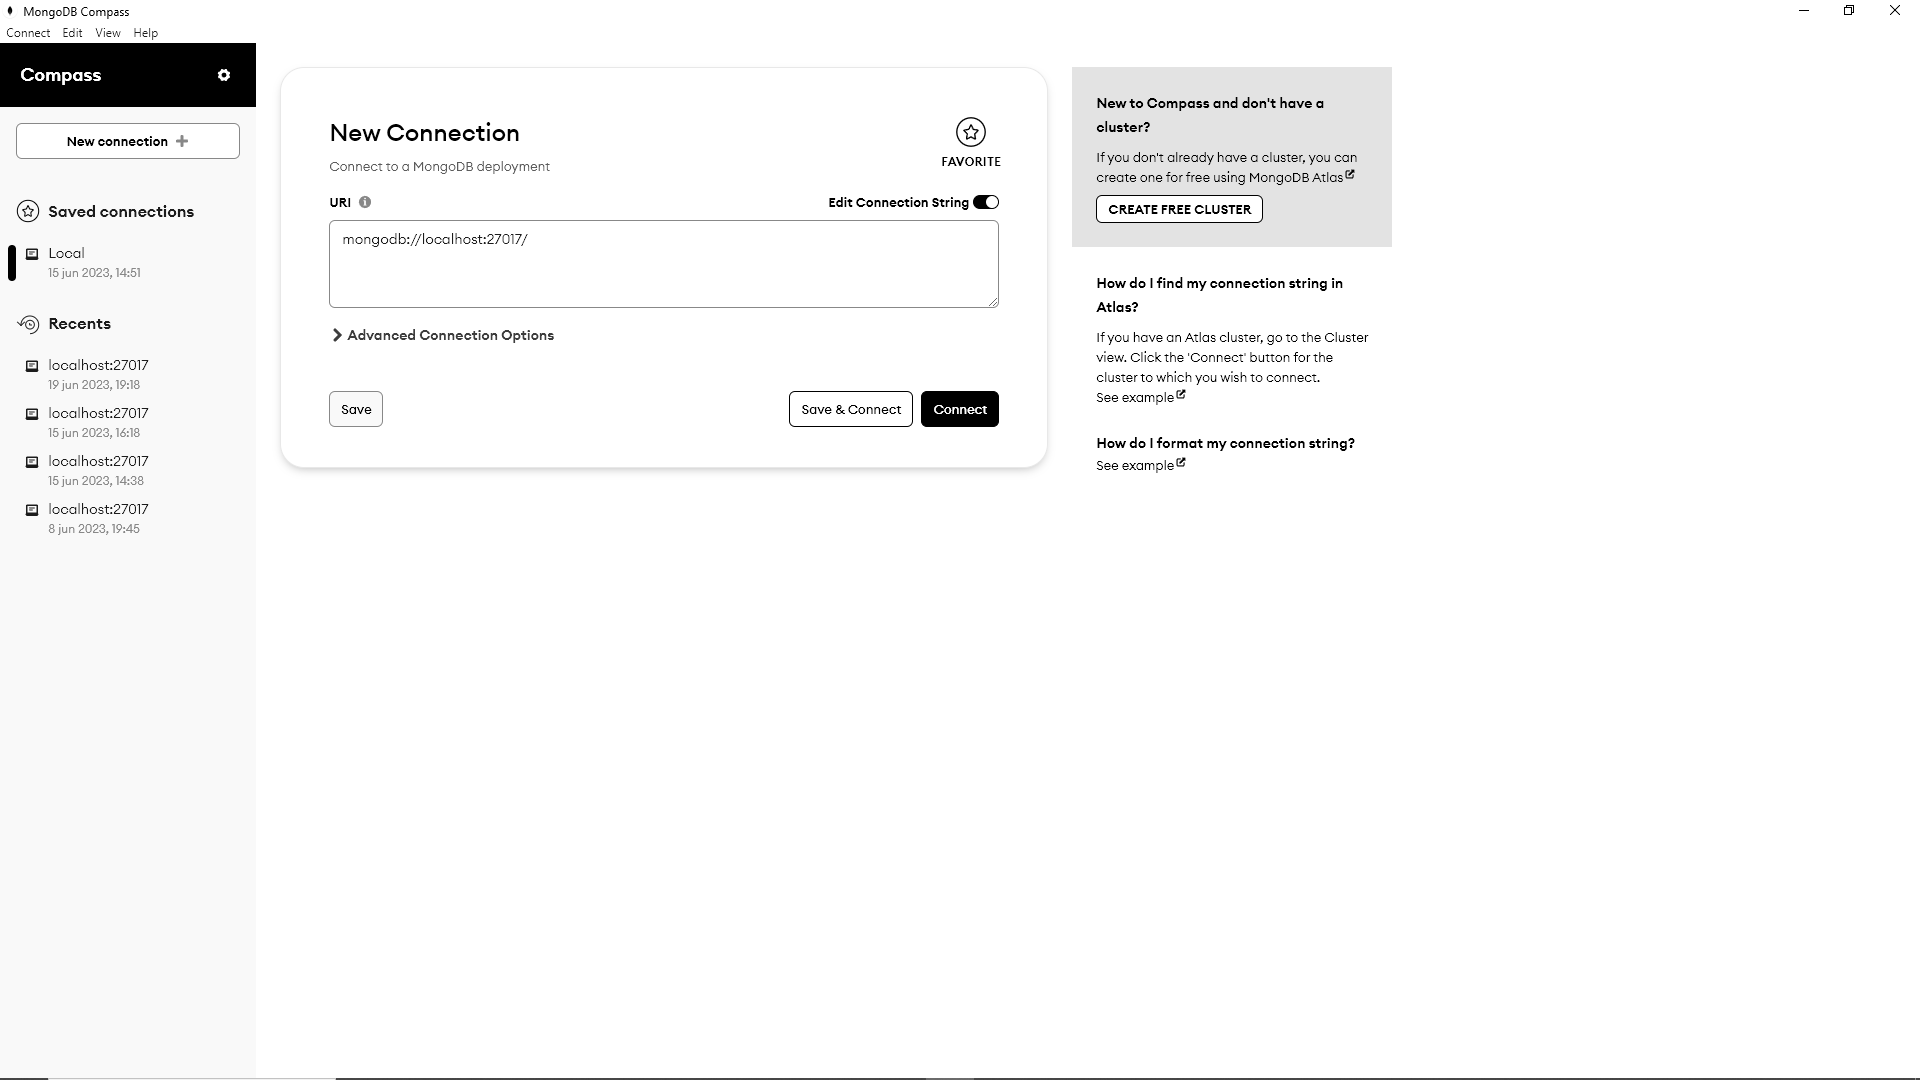 MongoDB Compass
Connect Edit View Help
Compass
New connection
Saved connections
Local
15 jun 2023, 14:51
Recents
localhost:27017
19 jun 2023, 19:18
localhost:27017
15 jun 2023, 16:18
localhost:27017
15 jun 2023, 14:38
localhost:27017
8 jun 2023, 19:45
New Connection
FAVORITE
Connect to a MongoDB deployment
URI
Edit Connection String
mongodb://localhost:27017/
Advanced Connection Options
Save
Save & Connect
Connect
New to Compass and don't have a
cluster?
If you don't already have a cluster, you can
create one for free using MongoDB Atlas
CREATE FREE CLUSTER
How do I find my connection string in
Atlas?
If you have an Atlas cluster, go to the Cluster
view. Click the 'Connect' button for the
cluster to which you wish to connect.
See example
How do I format my connection string?
See example